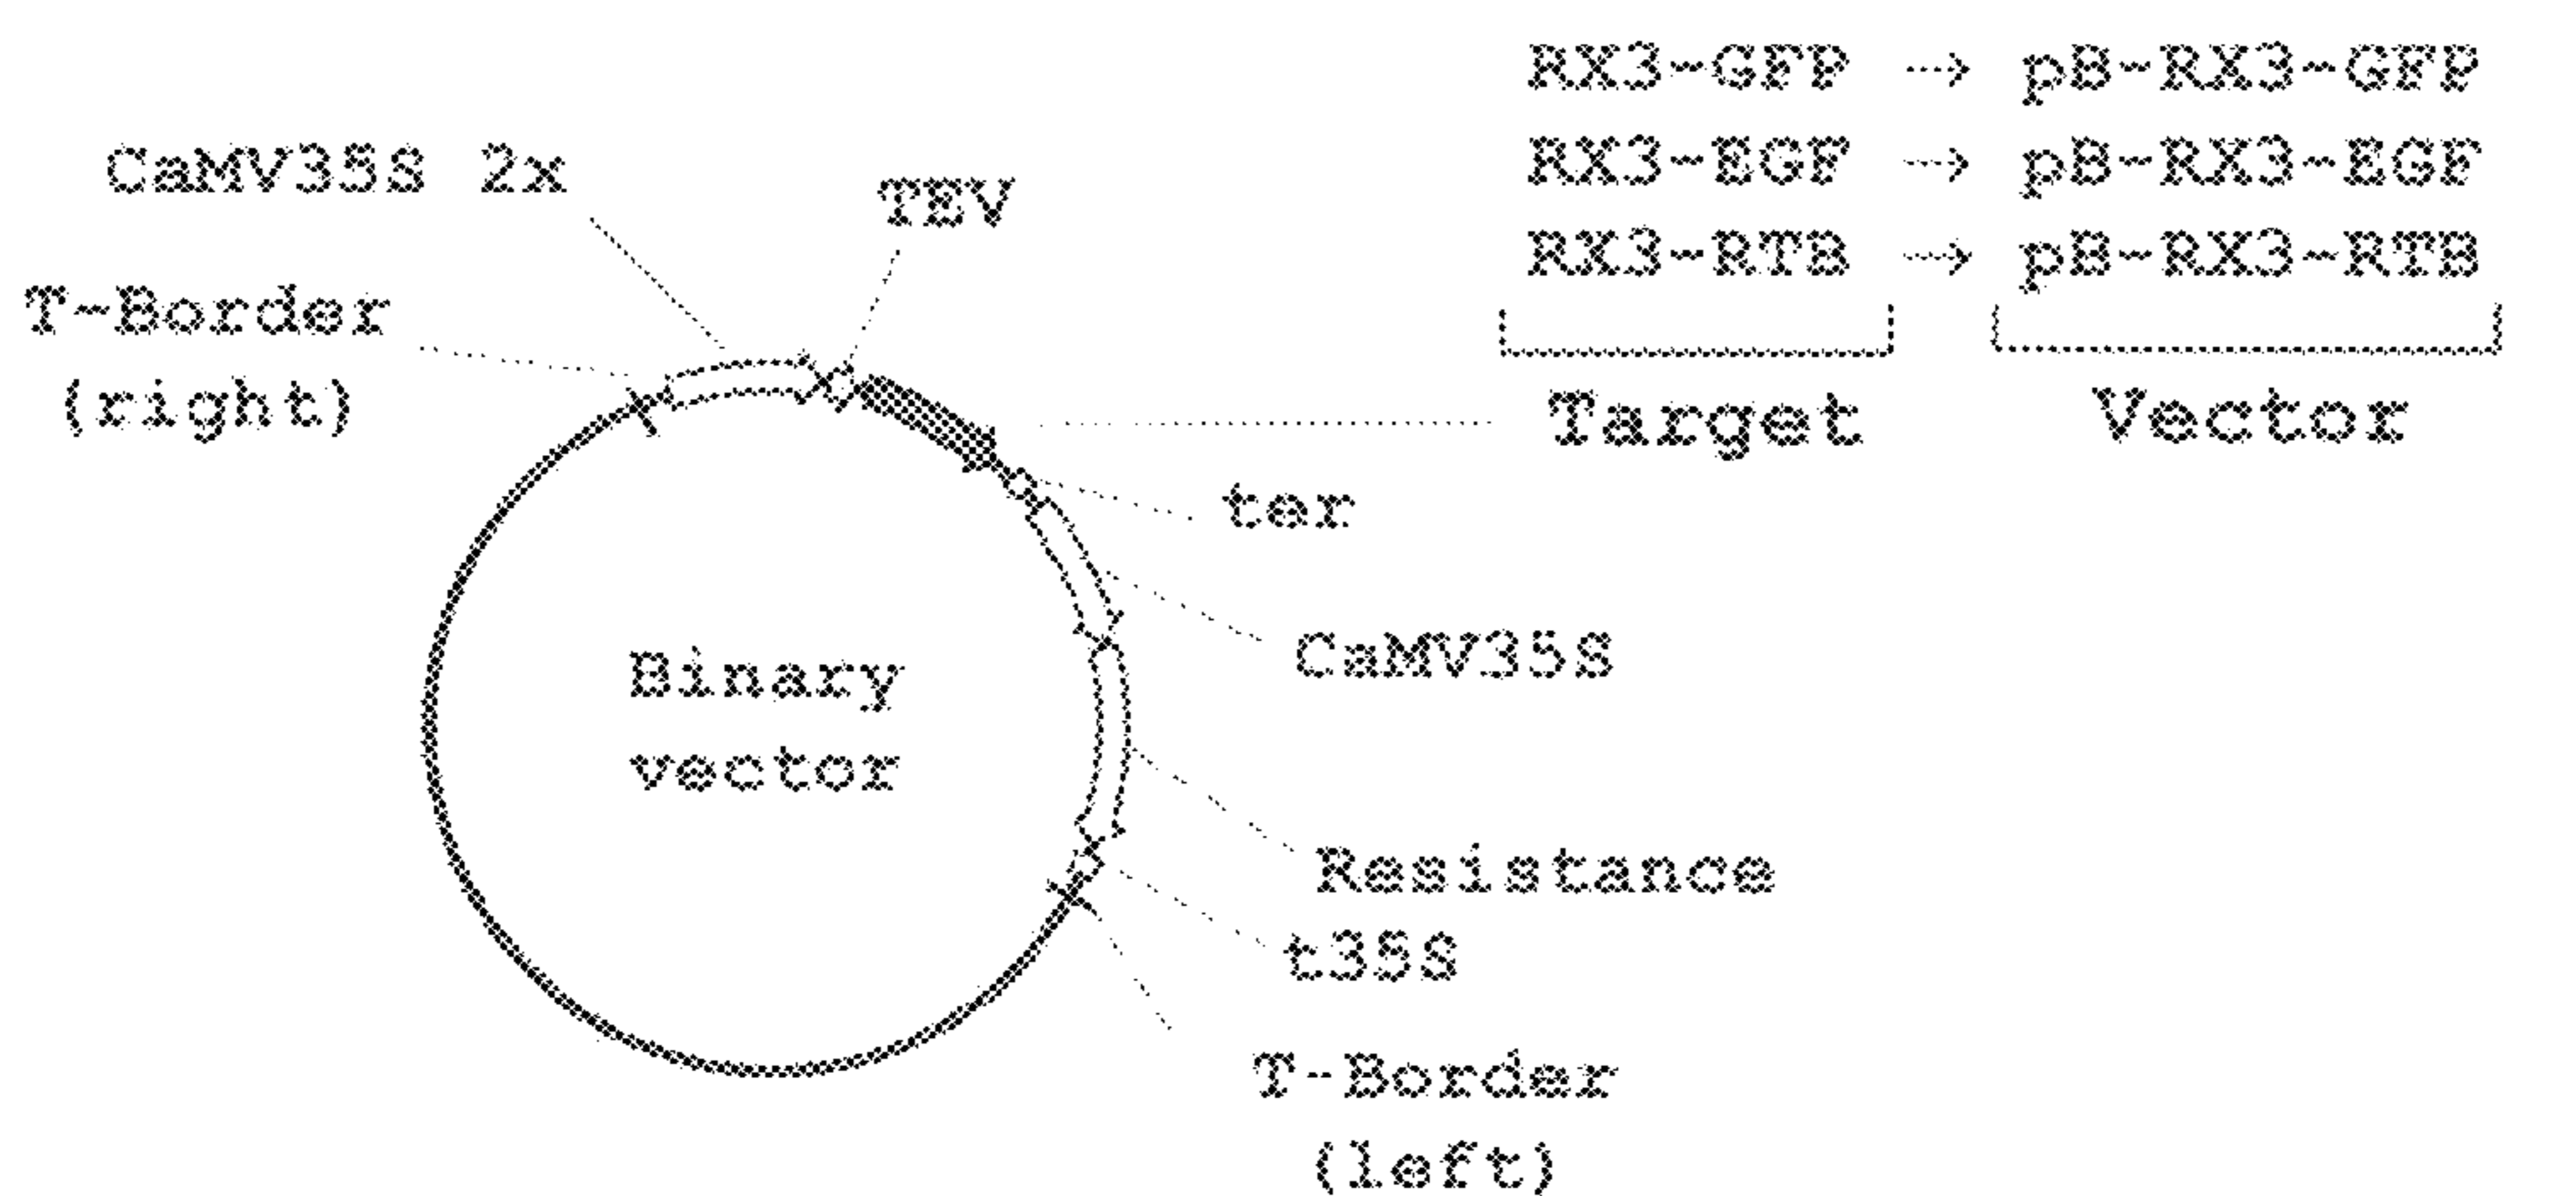 RX3-GFP → pB-RX3-GFP
RX3-EGF → pB-RX3-EGF
RX3-RTB → pB-RX3-RTB
Target
Vector
CaMV35S 2x
TEV
T-Border
(right)
ter
CaMV35S
Binary
vector
Resistance
t35S
T-Border
(left)